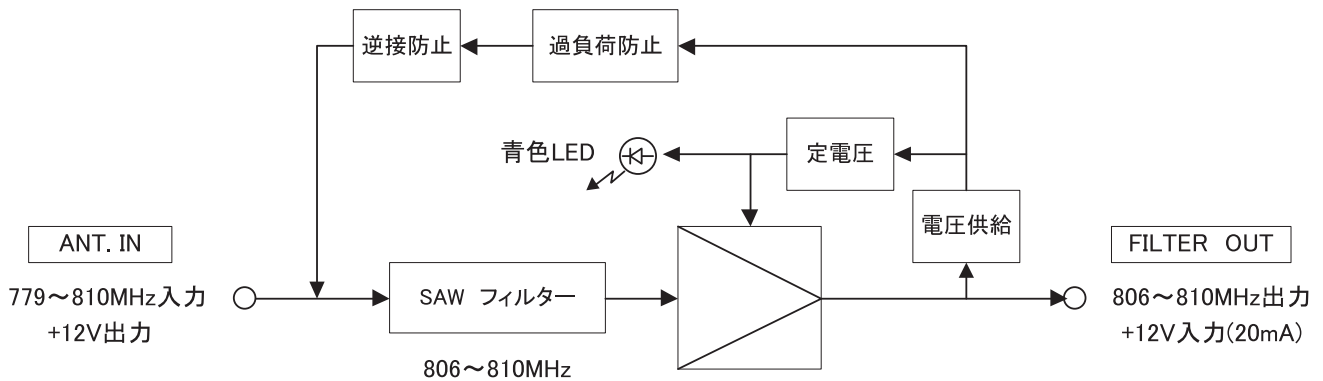 逆接防止
過負荷防止
青色LED
定電圧
電圧供給
ANT. IN
779～810MHz入力
+12V出力
SAW フィルター
806～810MHz
FILTER OUT
806～810MHz出力
+12V入力(20mA)